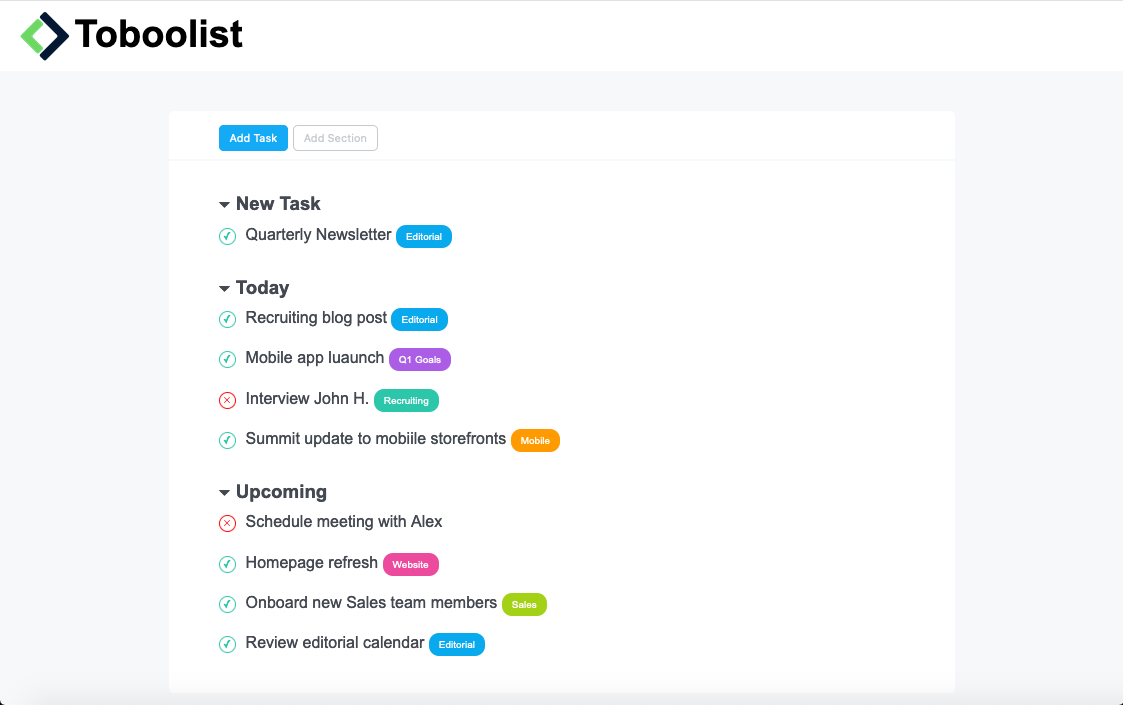 Toboolist
Add Task Add Section
New Task
Quarterly Newsletter Editorial
Today
Recruiting blog post Editorial
Mobile app luaunch Q1 Goals
Interview John H. Recruiting
Summit update to mobiile storefronts Mobile
Upcoming
Schedule meeting with Alex
Homepage refresh Website
Onboard new Sales team members Sales
Review editorial calendar Editorial